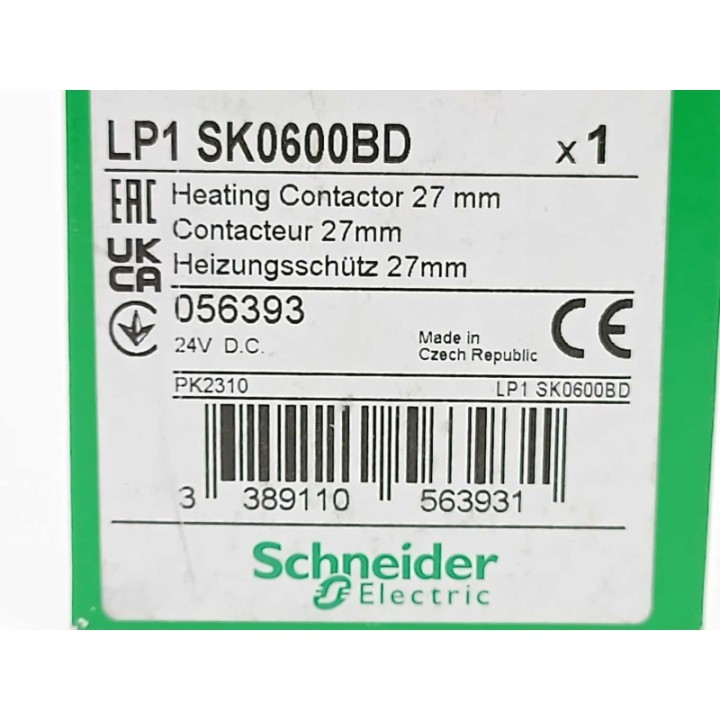 LP1 SK0600BD x 1
EAC Heating Contactor 27 mm
Contacteur 27mm
UK CA Heizungsschütz 27mm
056393
24V D.C.
Made in
Czech Republic
CE
PK2310 LP1 SK0600BD
3 389110 563931
Schneider
Electric